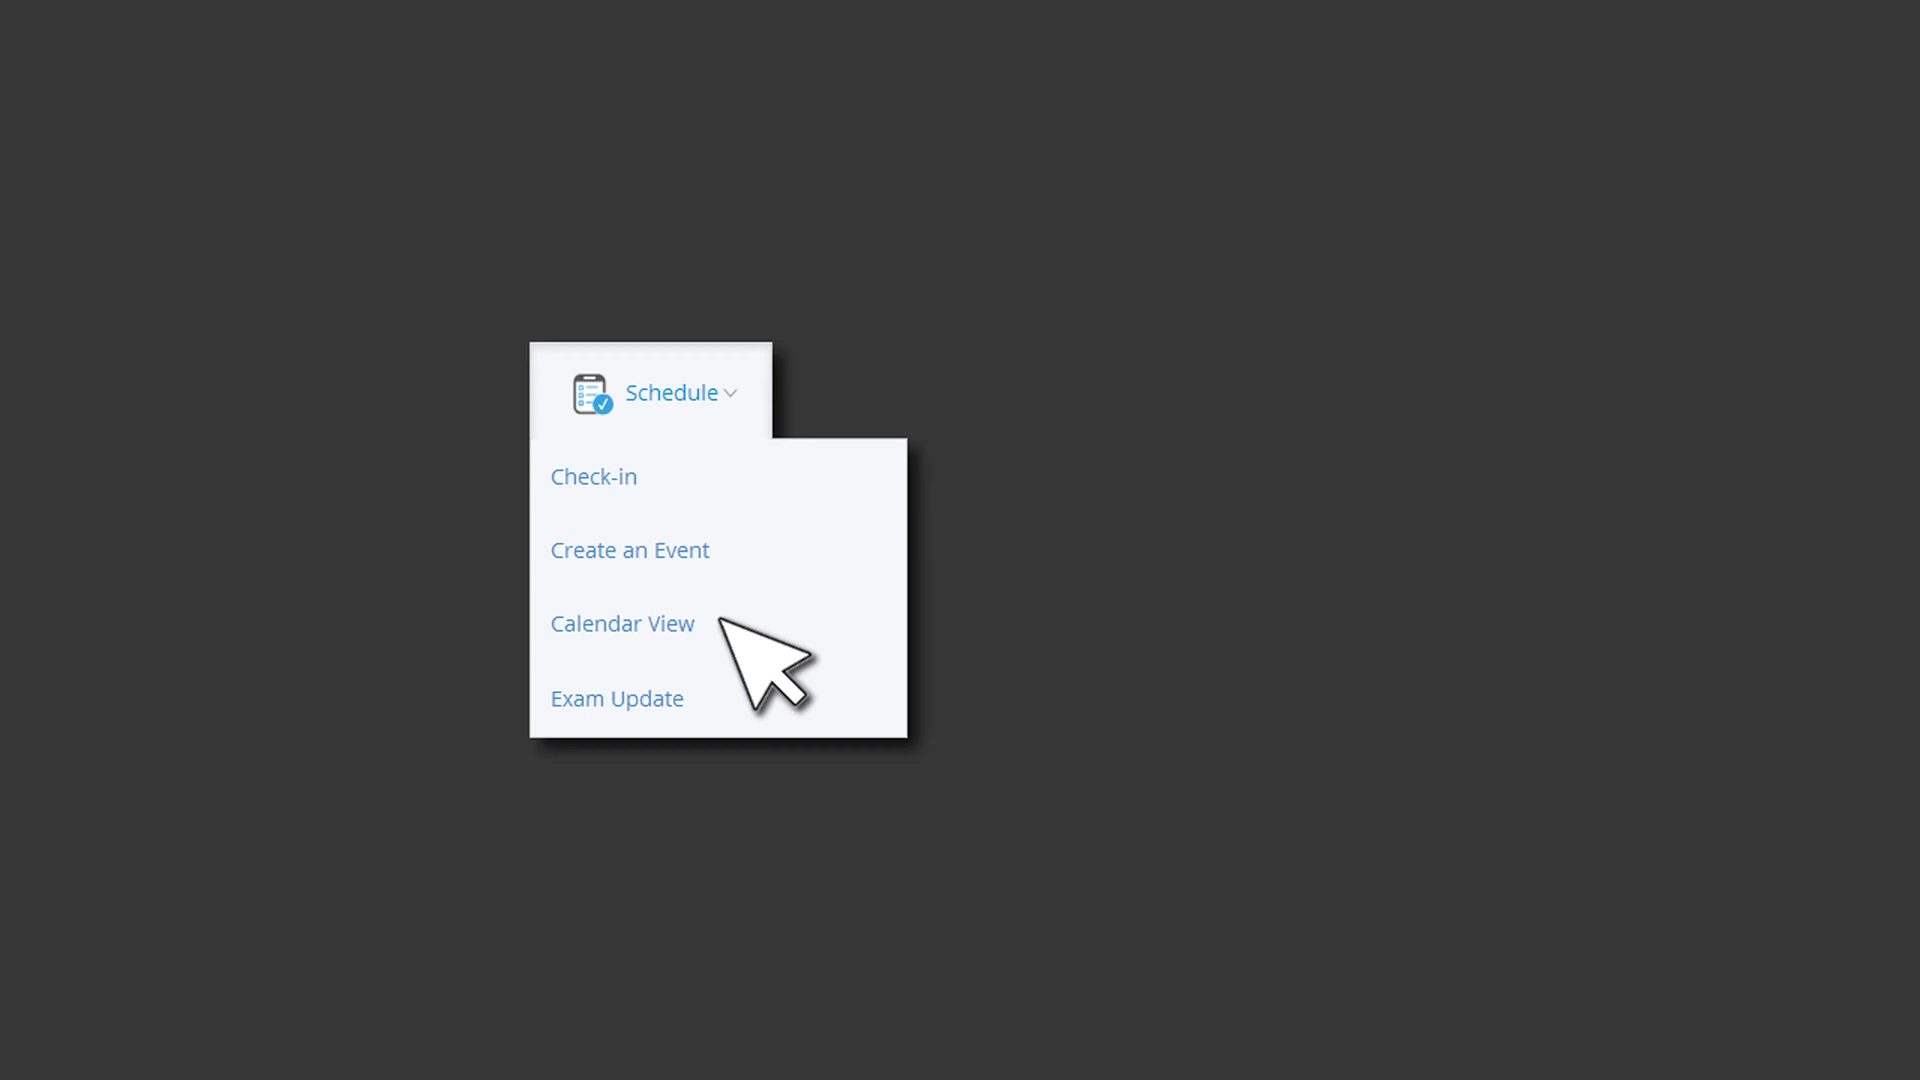 Schedule
Check-in
Create an Event
Calendar View
Exam Update